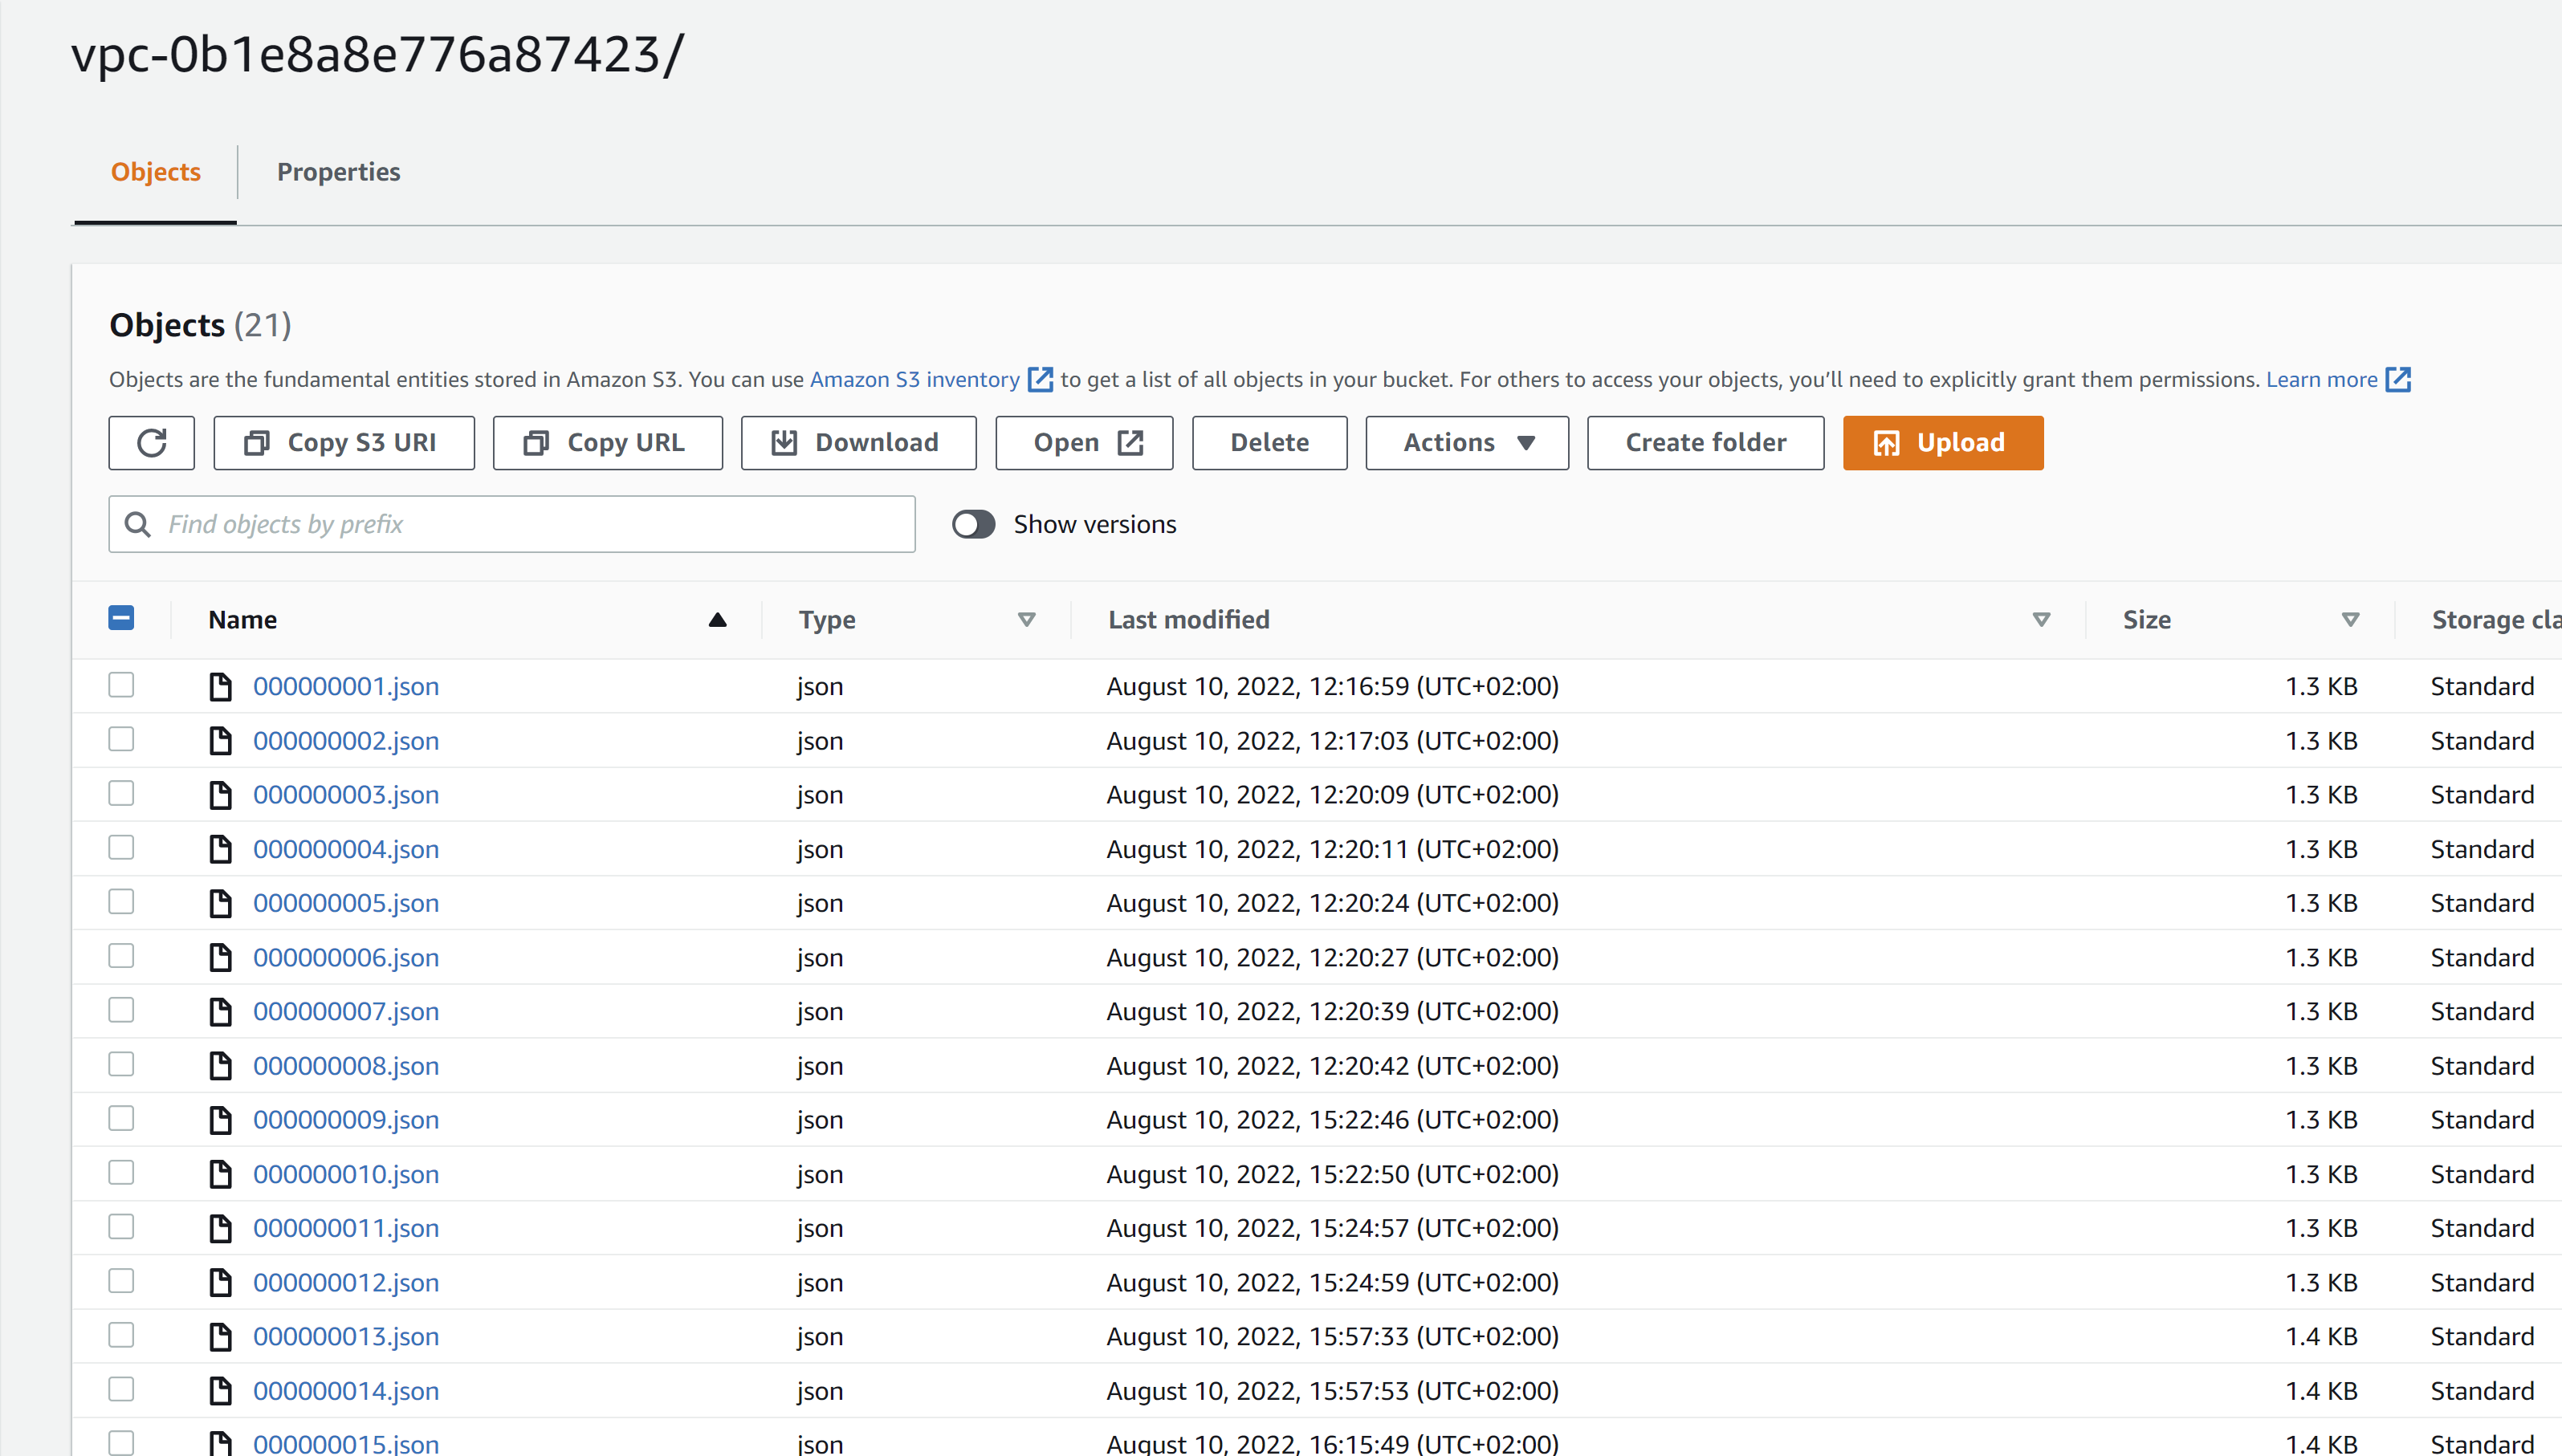 vpc-0b1e8a8e776a87423/
Objects Properties
Objects (21)
Objects are the fundamental entities stored in Amazon S3. You can use Amazon S3 inventory to get a list of all objects in your bucket. For others to access your objects, you’ll need to explicitly grant them permissions. Learn more
Copy S3 URI Copy URL Download Open Delete Actions Create folder Upload
Find objects by prefix Show versions
Name Type Last modified Size Storage cla
000000001.json json August 10, 2022, 12:16:59 (UTC+02:00) 1.3 KB Standard
000000002.json json August 10, 2022, 12:17:03 (UTC+02:00) 1.3 KB Standard
000000003.json json August 10, 2022, 12:20:09 (UTC+02:00) 1.3 KB Standard
000000004.json json August 10, 2022, 12:20:11 (UTC+02:00) 1.3 KB Standard
000000005.json json August 10, 2022, 12:20:24 (UTC+02:00) 1.3 KB Standard
000000006.json json August 10, 2022, 12:20:27 (UTC+02:00) 1.3 KB Standard
000000007.json json August 10, 2022, 12:20:39 (UTC+02:00) 1.3 KB Standard
000000008.json json August 10, 2022, 12:20:42 (UTC+02:00) 1.3 KB Standard
000000009.json json August 10, 2022, 15:22:46 (UTC+02:00) 1.3 KB Standard
000000010.json json August 10, 2022, 15:22:50 (UTC+02:00) 1.3 KB Standard
000000011.json json August 10, 2022, 15:24:57 (UTC+02:00) 1.3 KB Standard
000000012.json json August 10, 2022, 15:24:59 (UTC+02:00) 1.3 KB Standard
000000013.json json August 10, 2022, 15:57:33 (UTC+02:00) 1.4 KB Standard
000000014.json json August 10, 2022, 15:57:53 (UTC+02:00) 1.4 KB Standard
000000015.json json August 10, 2022, 16:15:49 (UTC+02:00) 1.4 KB Standard